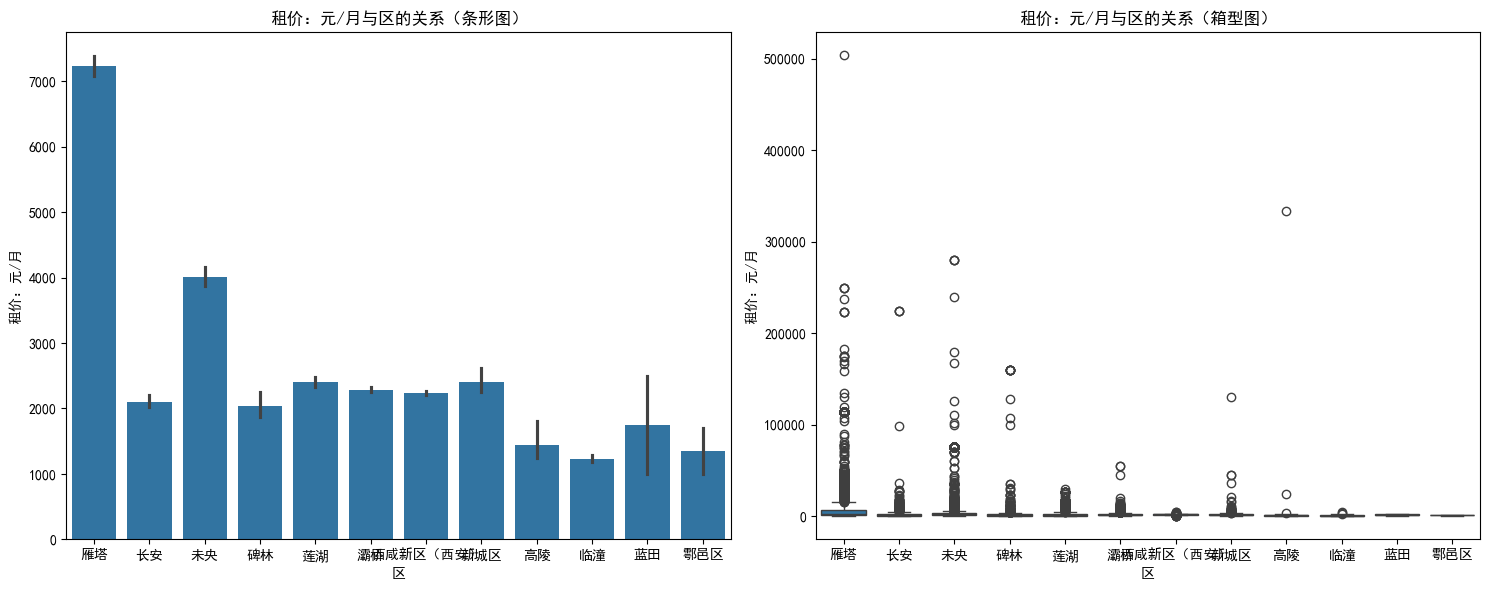 租价：元/月与区的关系（条形图）
租价：元/月
7000
6000
5000
4000
3000
2000
1000
0
雁塔
长安
未央
碑林
莲湖
灞桥
西咸新区（西安）
新城区
高陵
临潼
蓝田
鄠邑区
区
租价：元/月与区的关系（箱型图）
租价：元/月
500000
400000
300000
200000
100000
0
雁塔
长安
未央
碑林
莲湖
灞桥
西咸新区（西安）
新城区
高陵
临潼
蓝田
鄠邑区
区